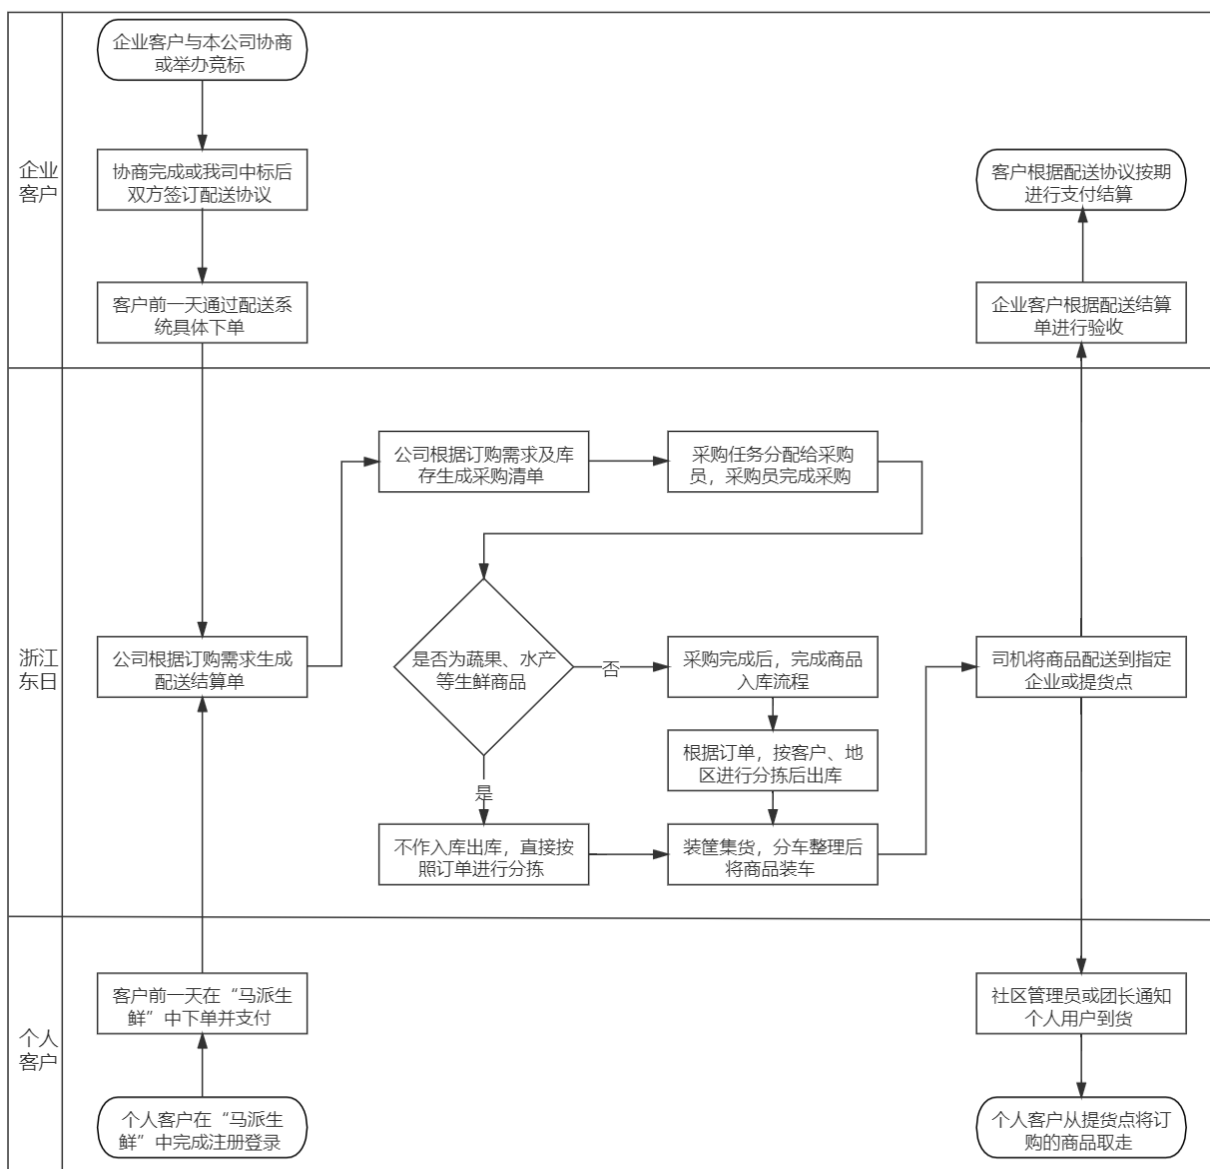 企业客户与本公司协商
或举办竞标
企业
客户
协商完成或我司中标后
双方签订配送协议
客户根据配送协议按期
进行支付结算
客户前一天通过配送系
统具体下单
企业客户根据配送结算
单进行验收
公司根据订购需求及库
存生成采购清单
采购任务分配给采购
员，采购员完成采购
浙江
东日
公司根据订购需求生成
配送结算单
是否为蔬果、水产
等生鲜商品
否
采购完成后，完成商品
入库流程
司机将商品配送到指定
企业或提货点
根据订单，按客户、地
区进行分拣后出库
是
不作入库出库，直接按
照订单进行分拣
装筐集货，分车整理后
将商品装车
个人
客户
客户前一天在“马派生
鲜”中下单并支付
社区管理员或团长通知
个人用户到货
个人客户在“马派生
鲜”中完成注册登录
个人客户从提货点将订
购的商品取走